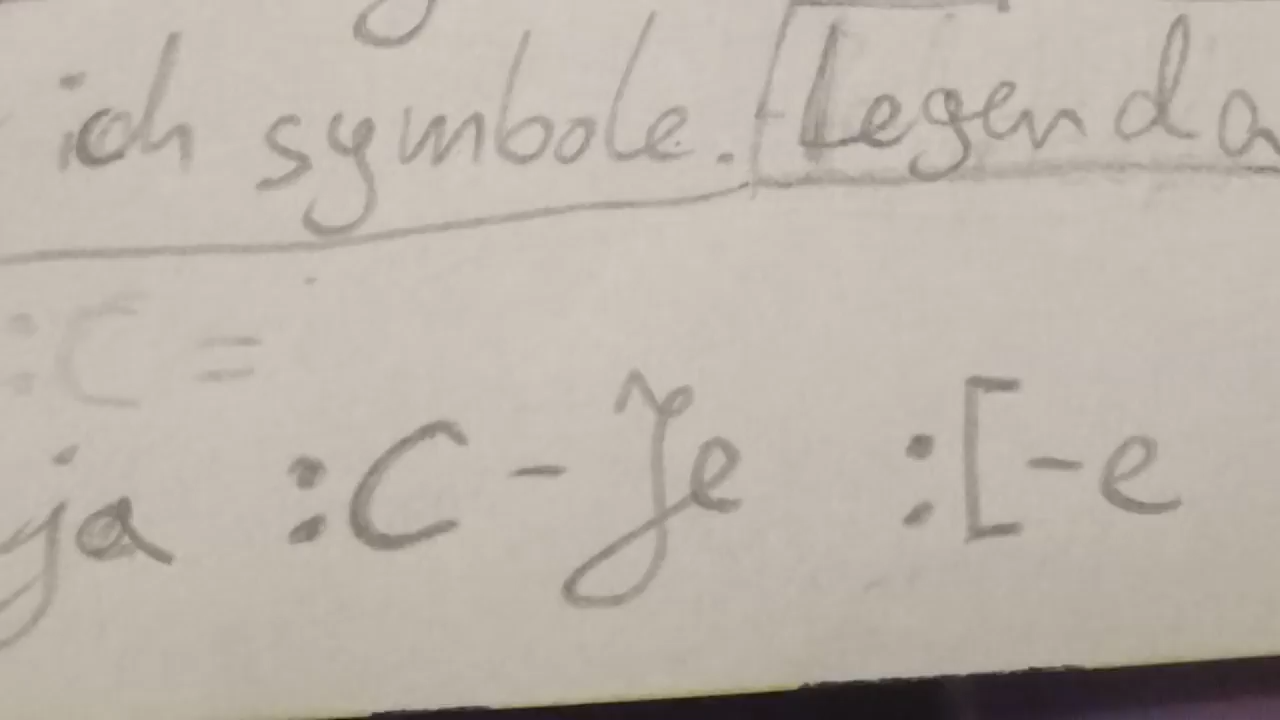 ich symbole. Legenda
:C =
ja :C - Je :[ - e